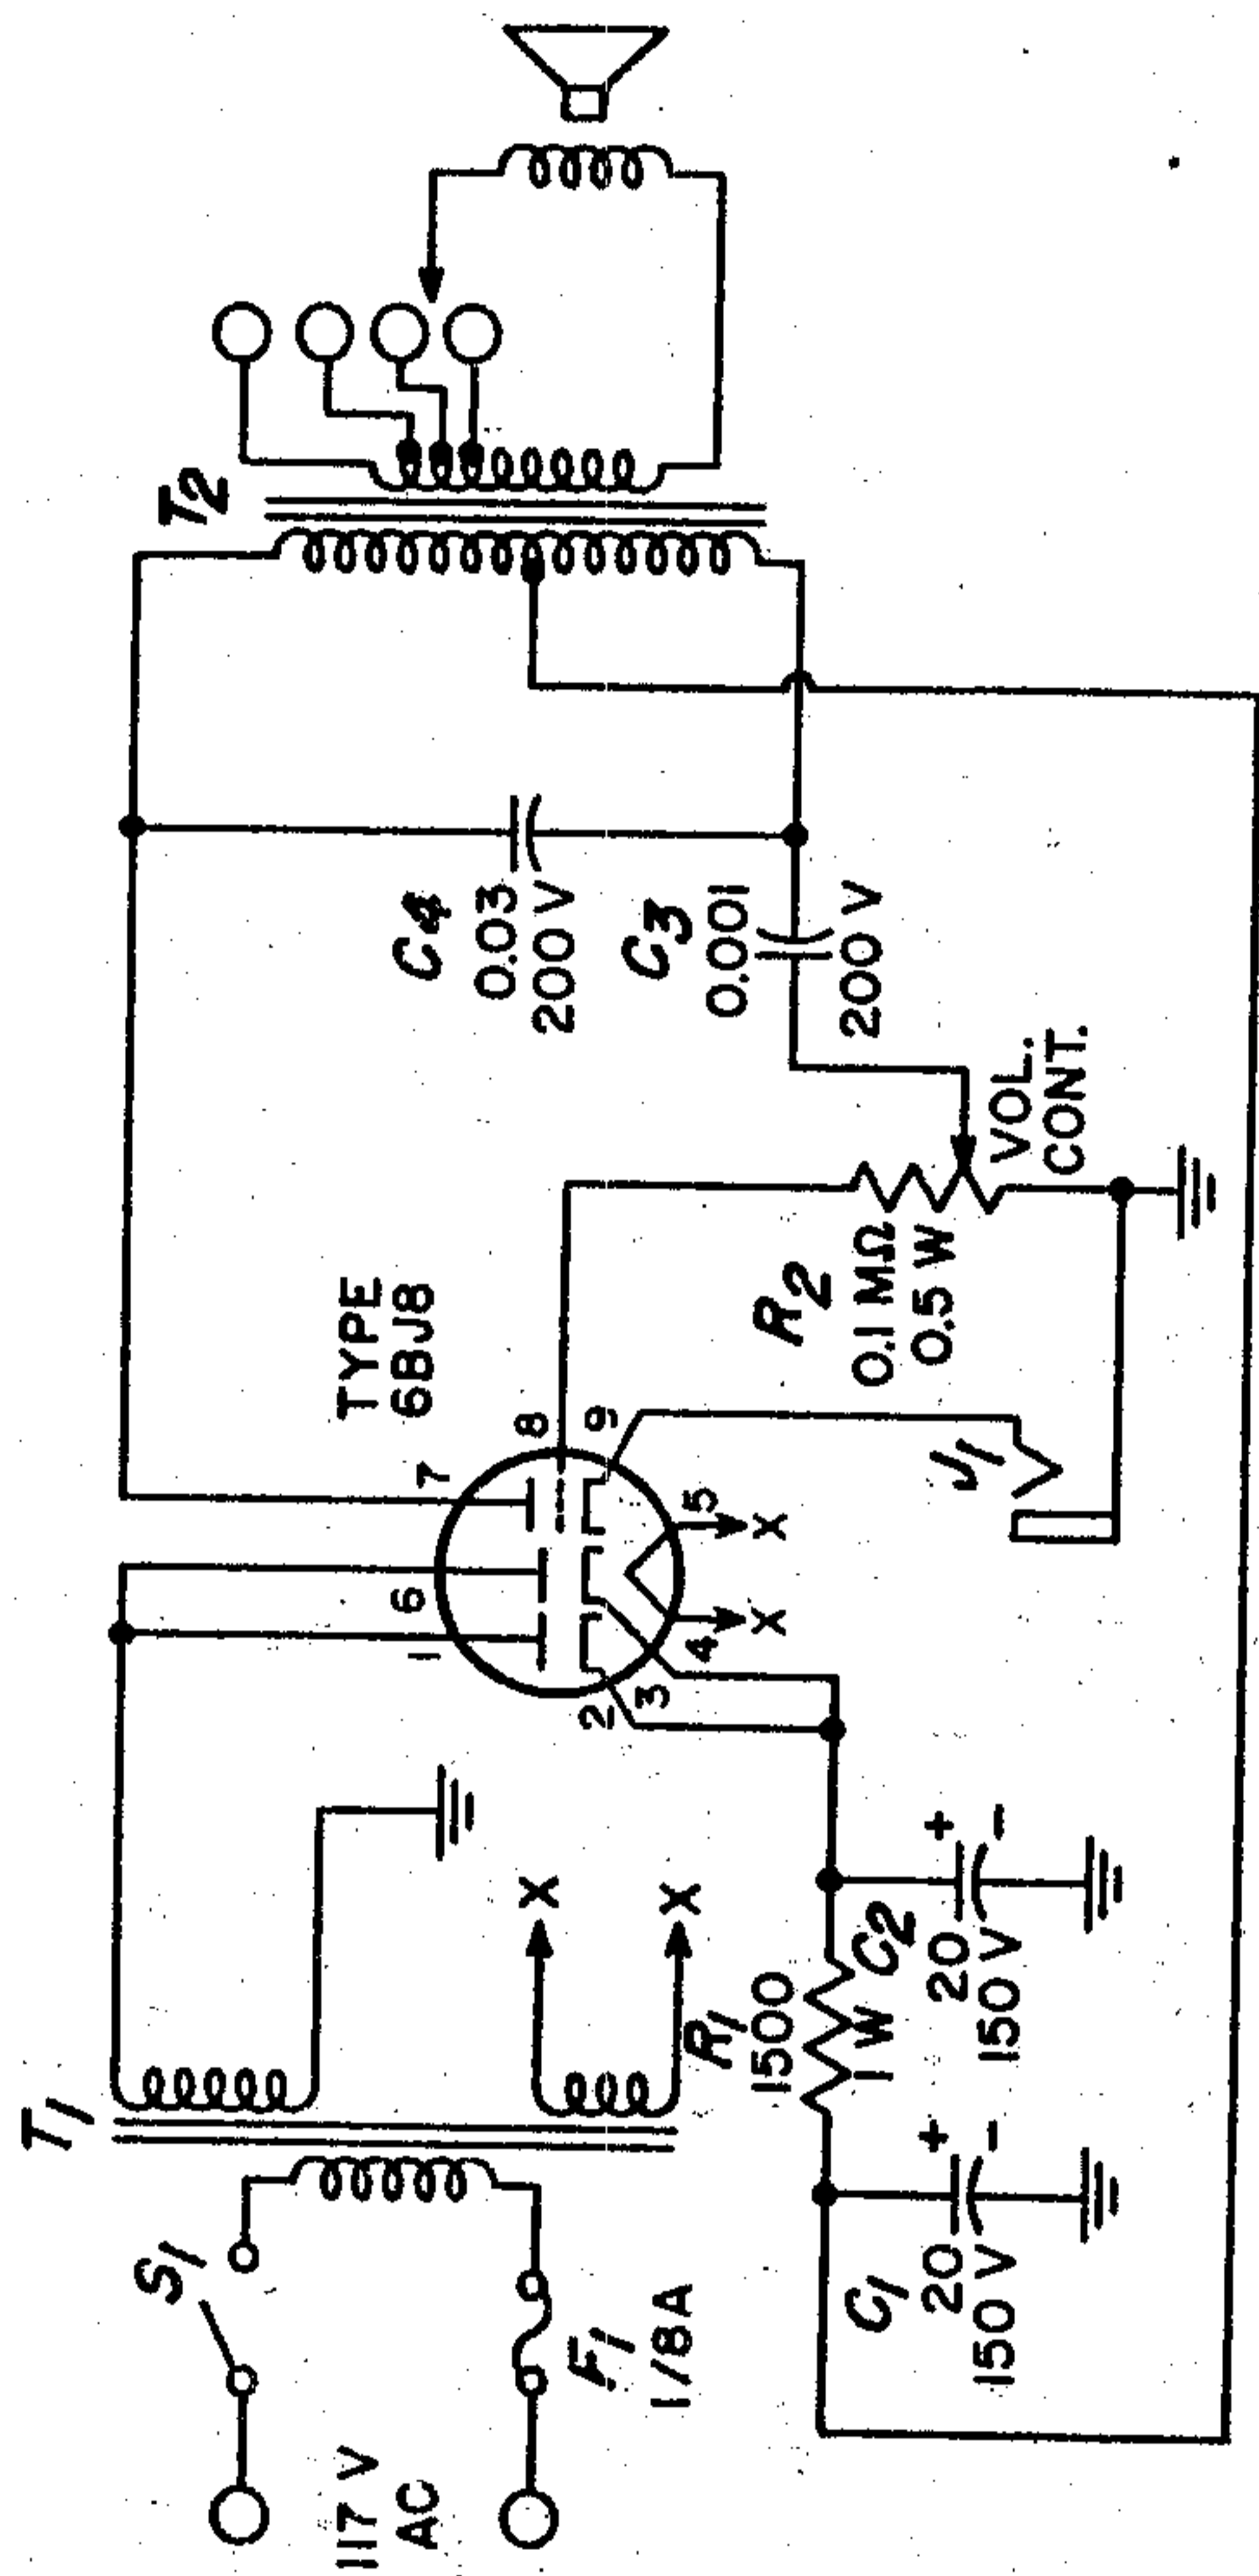 T1
T2
S1
117 V
AC
F1
1/8A
X
X
R1
1500
1 W
C1
20
150 V
+
-
C2
20
150 V
+
-
TYPE
6BJ8
1
6
7
8
9
2
3
4
5
X
X
J1
R2
0.1 MΩ
0.5 W
VOL.
CONT.
C4
0.03
200 V
C3
0.001
200 V